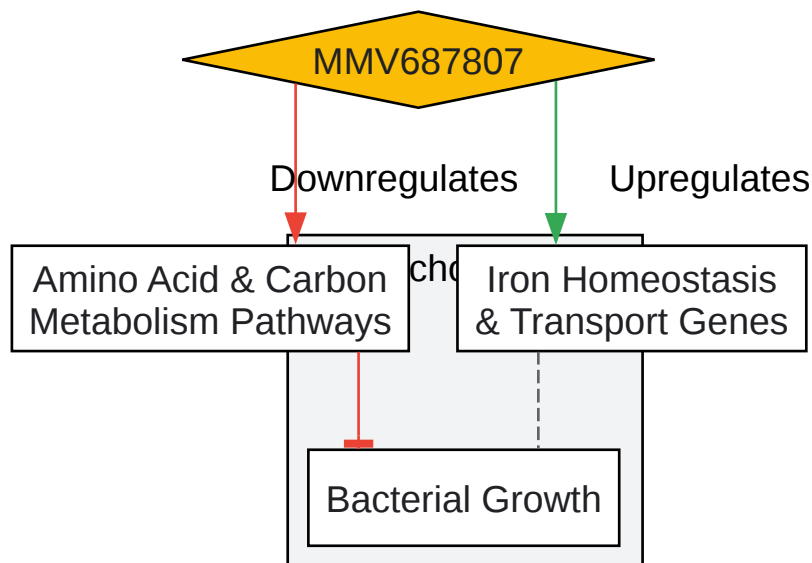 MMV687807
Downregulates
Upregulates
Amino Acid & Carbon
Metabolism Pathways
Iron Homeostasis
& Transport Genes
Bacterial Growth